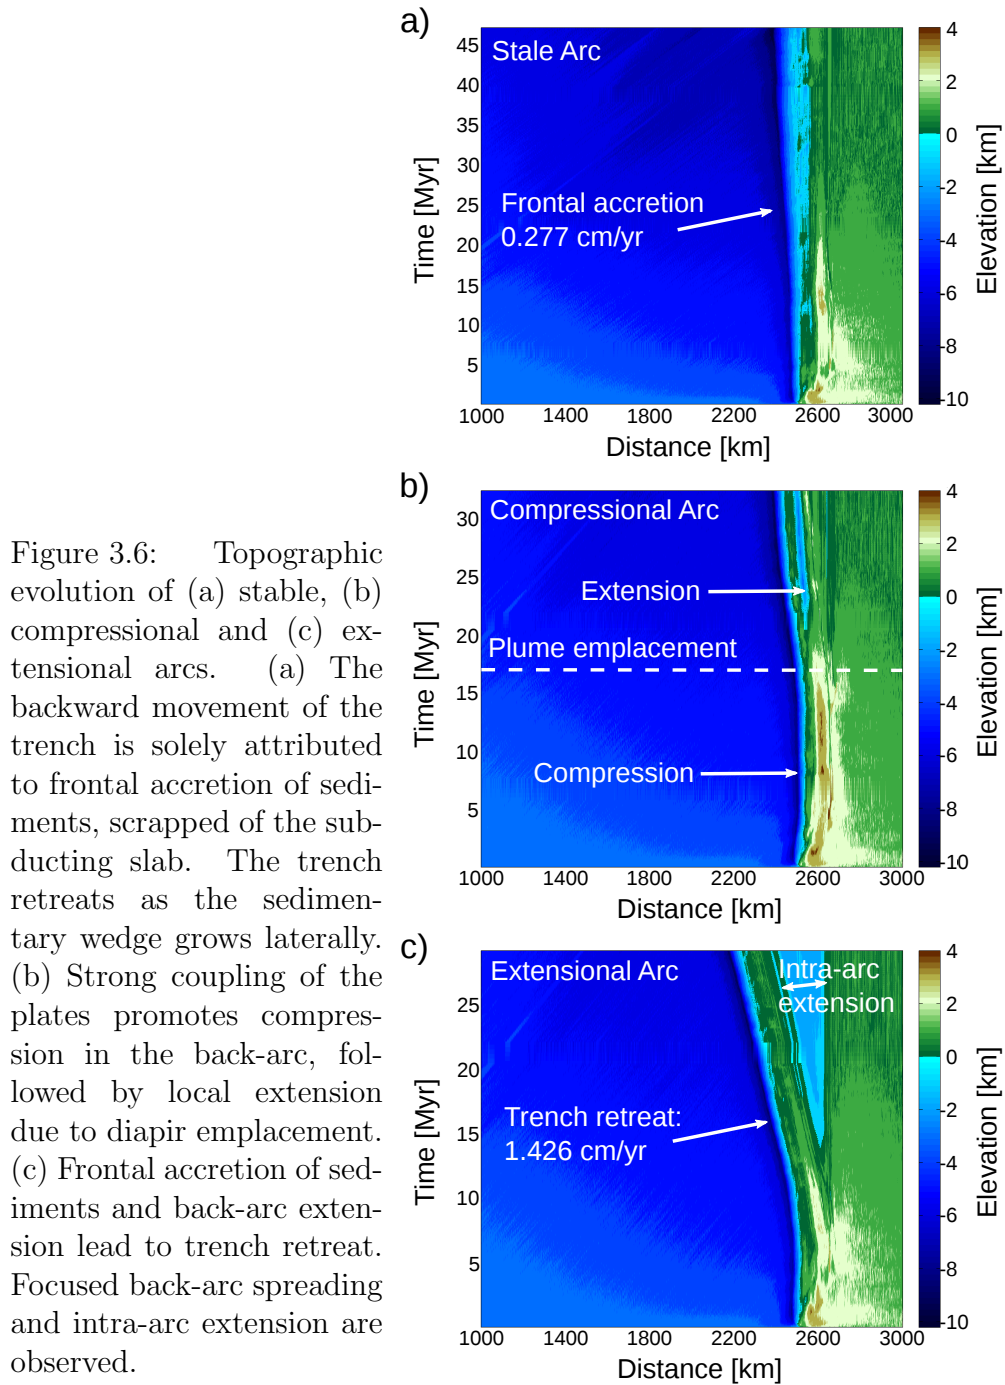 Figure 3.6: Topographic
evolution of (a) stable, (b)
compressional and (c) ex-
tensional arcs. (a) The
backward movement of the
trench is solely attributed
to frontal accretion of sedi-
ments, scrapped of the sub-
ducting slab. The trench
retreats as the sedimen-
tary wedge grows laterally.
(b) Strong coupling of the
plates promotes compres-
sion in the back-arc, fol-
lowed by local extension
due to diapir emplacement.
(c) Frontal accretion of sed-
iments and back-arc exten-
sion lead to trench retreat.
Focused back-arc spreading
and intra-arc extension are
observed.
a)
Stale Arc
Frontal accretion
0.277 cm/yr
Time [Myr]
45
40
35
30
25
20
15
10
5
1000 1400 1800 2200 2600 3000
Distance [km]
4
2
0
-2
-4
-6
-8
-10
Elevation [km]
b)
Compressional Arc
Extension
Plume emplacement
Compression
Time [Myr]
30
25
20
15
10
5
1000 1400 1800 2200 2600 3000
Distance [km]
4
2
0
-2
-4
-6
-8
-10
Elevation [km]
c)
Extensional Arc
Intra-arc
extension
Trench retreat:
1.426 cm/yr
Time [Myr]
25
20
15
10
5
1000 1400 1800 2200 2600 3000
Distance [km]
4
2
0
-2
-4
-6
-8
-10
Elevation [km]